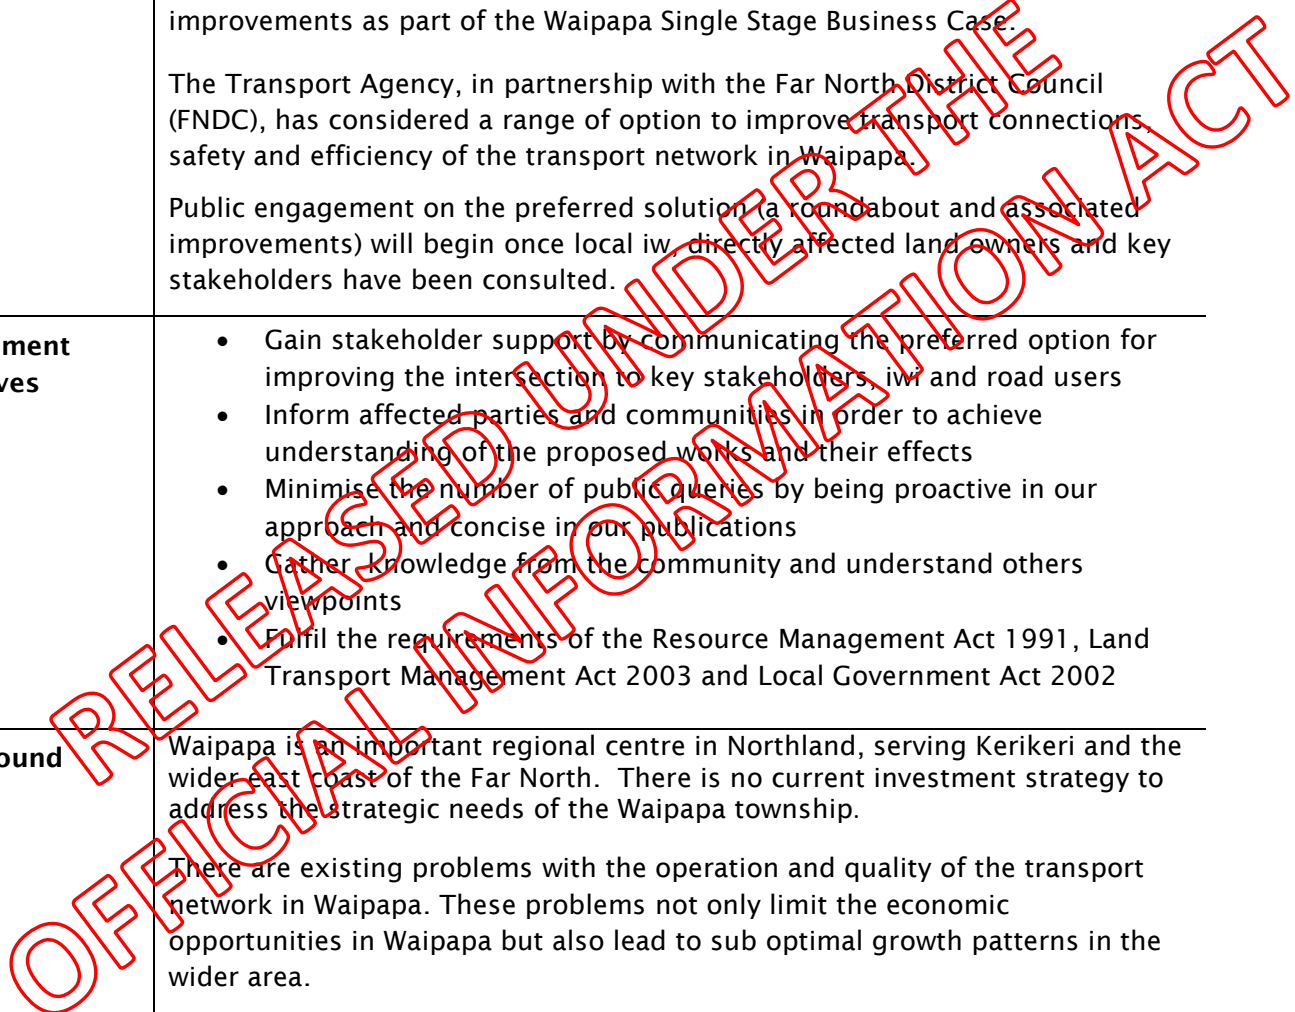 improvements as part of the Waipapa Single Stage Business Case.
The Transport Agency, in partnership with the Far North District Council
(FNDC), has considered a range of option to improve transport connections,
safety and efficiency of the transport network in Waipapa.
Public engagement on the preferred solution (a roundabout and associated
improvements) will begin once local iw, directly affected land owners and key
stakeholders have been consulted.
ment
ves
• Gain stakeholder support by communicating the preferred option for
improving the intersection to key stakeholders, iwi and road users
• Inform affected parties and communities in order to achieve
understanding of the proposed works and their effects
• Minimise the number of public queries by being proactive in our
approach and concise in our publications
• Gather knowledge from the community and understand others
viewpoints
• Fulfil the requirements of the Resource Management Act 1991, Land
Transport Management Act 2003 and Local Government Act 2002
ound
Waipapa is an important regional centre in Northland, serving Kerikeri and the
wider east coast of the Far North. There is no current investment strategy to
address the strategic needs of the Waipapa township.
There are existing problems with the operation and quality of the transport
network in Waipapa. These problems not only limit the economic
opportunities in Waipapa but also lead to sub optimal growth patterns in the
wider area.
RELEASED UNDER THE
OFFICIAL INFORMATION ACT